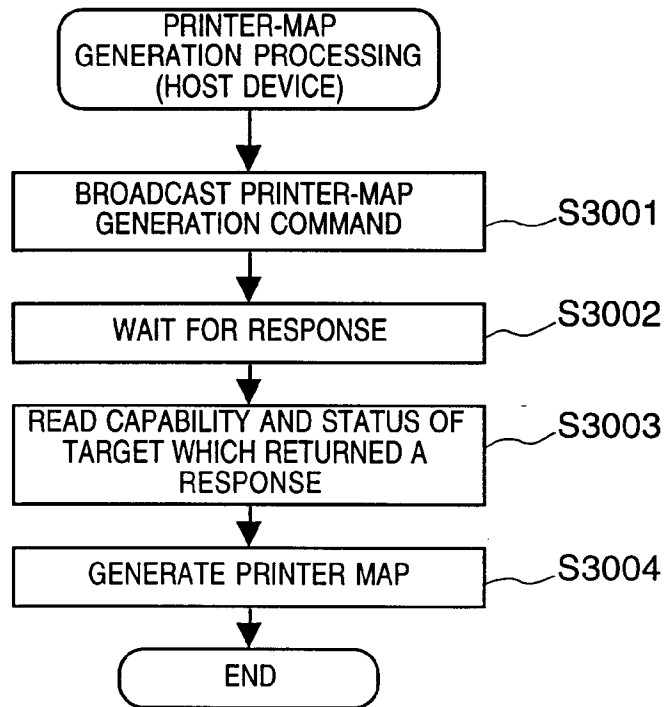 PRINTER-MAP
GENERATION PROCESSING
(HOST DEVICE)
BROADCAST PRINTER-MAP
GENERATION COMMAND
S3001
WAIT FOR RESPONSE
S3002
READ CAPABILITY AND STATUS OF
TARGET WHICH RETURNED A
RESPONSE
S3003
GENERATE PRINTER MAP
S3004
END